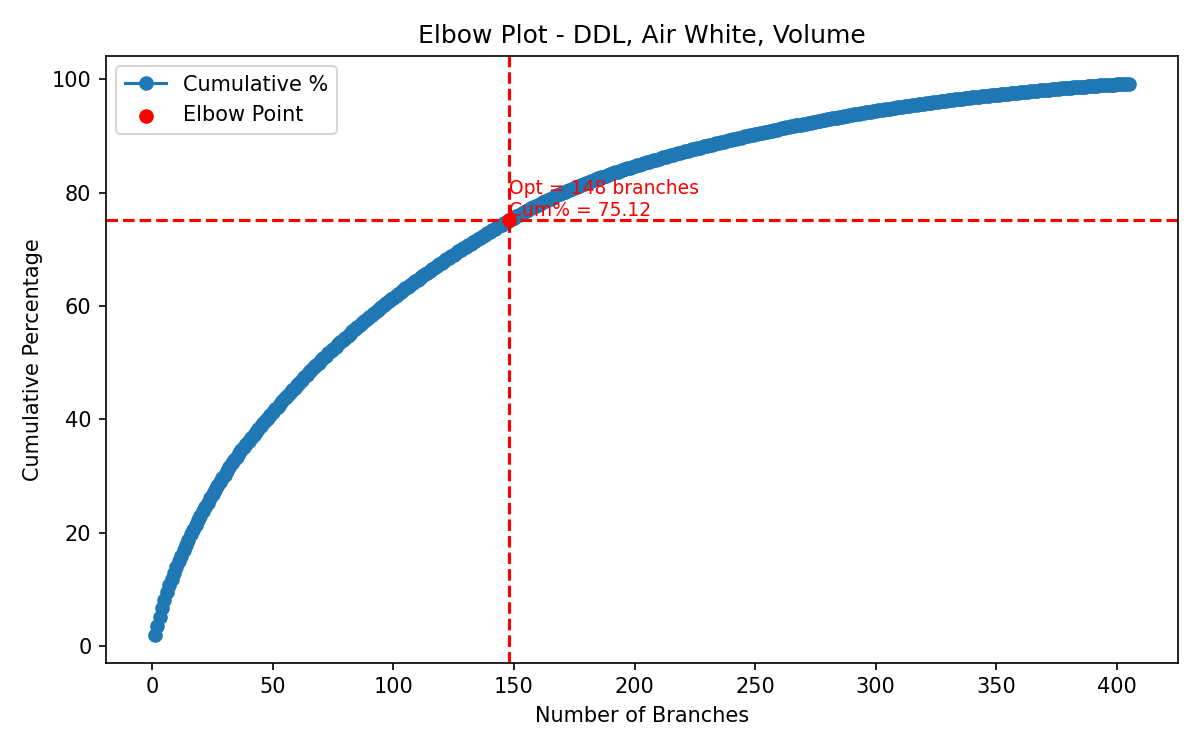 Elbow Plot - DDL, Air White, Volume
Cumulative %
Elbow Point
Opt = 148 branches
Cum% = 75.12
Cumulative Percentage
100
80
60
40
20
0
0 50 100 150 200 250 300 350 400
Number of Branches